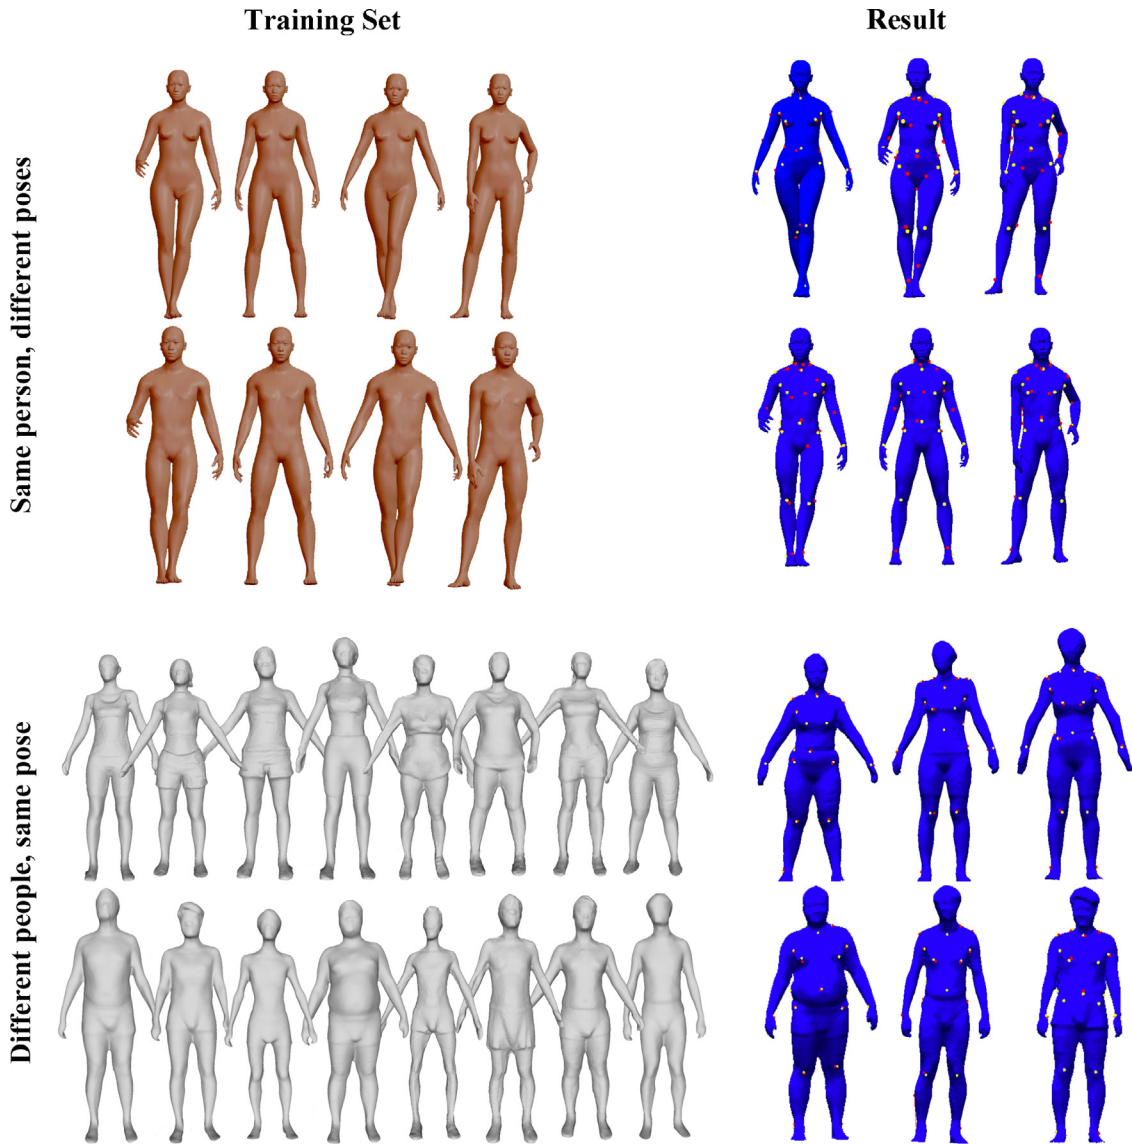 Training Set
Result
Same person, different poses
Different people, same pose